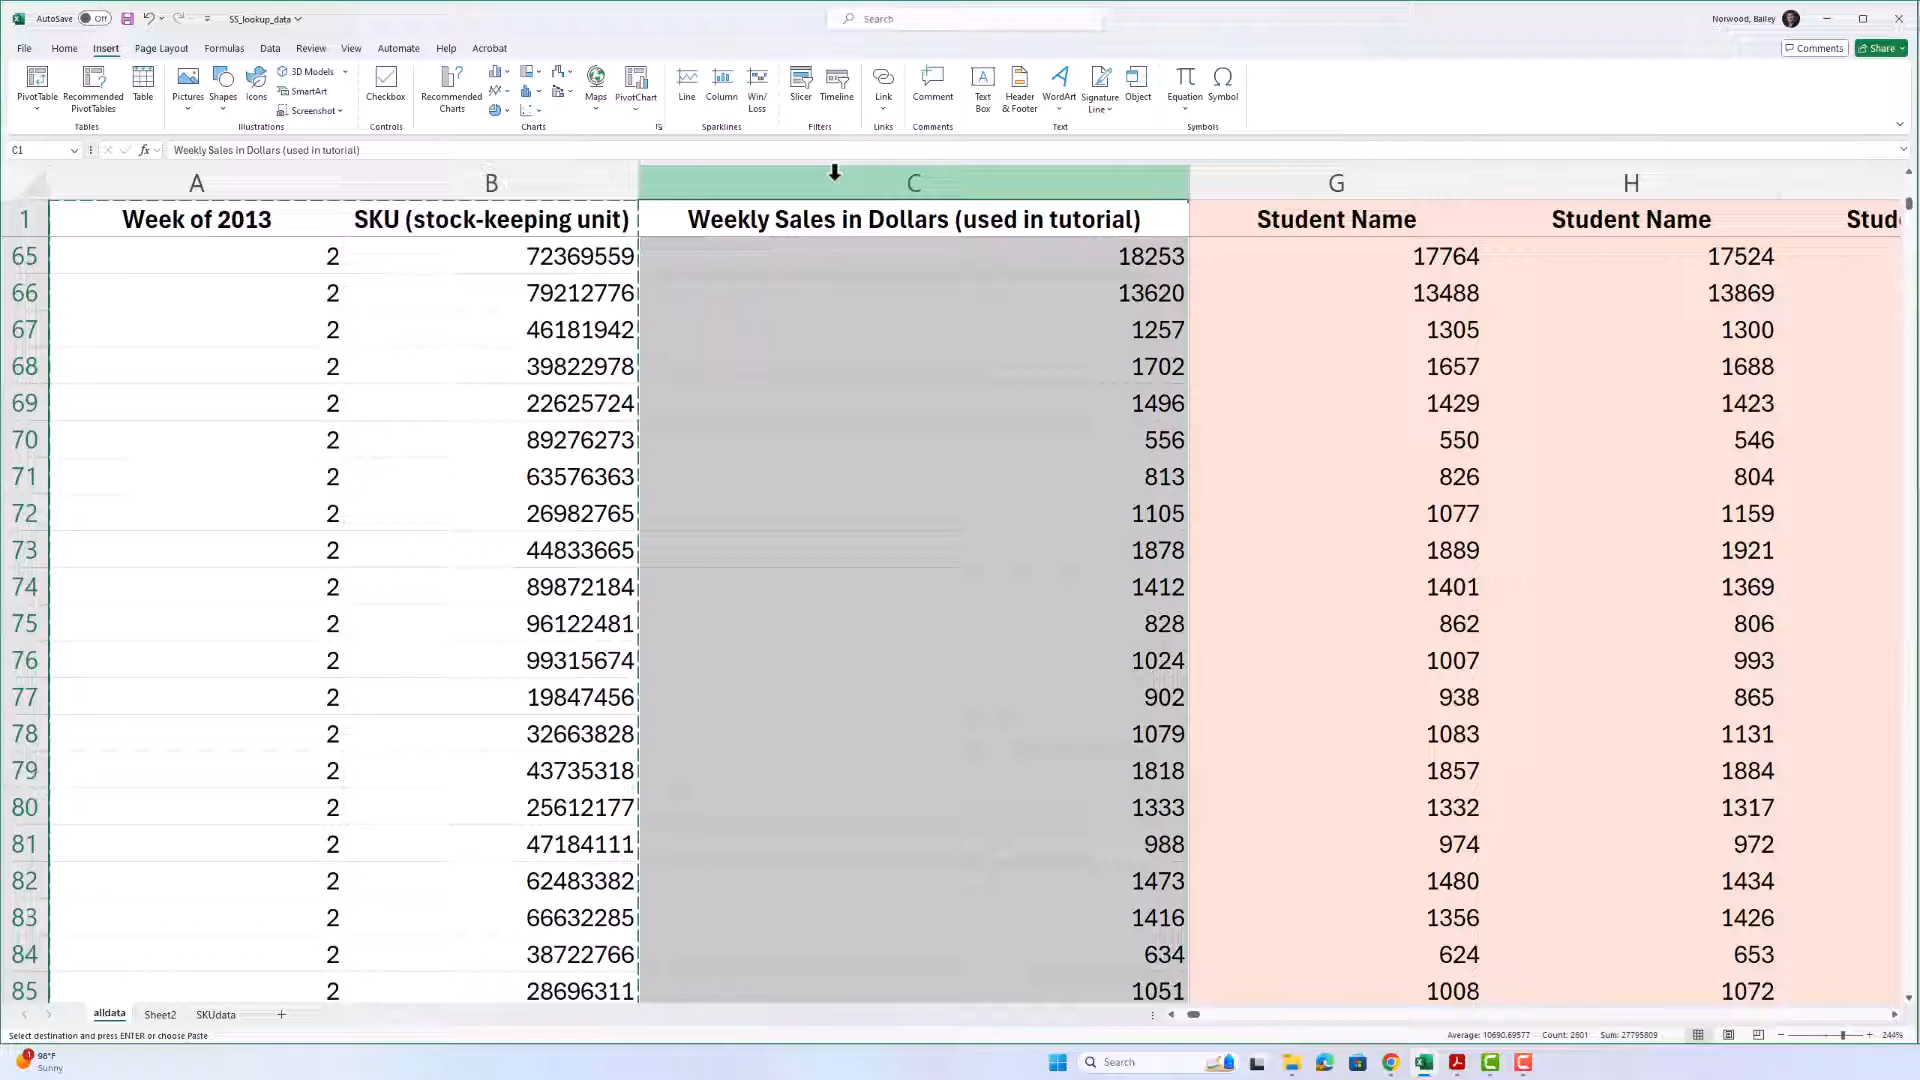 AutoSave Off SS_lookup_data Search Norwood, Bailey
File Home Insert Page Layout Formulas Data Review View Automate Help Acrobat Comments Share
PivotTable Recommended PivotTables Table Pictures Shapes Icons 3D Models SmartArt Screenshot Checkbox Recommended Charts Maps PivotChart Line Column Win/Loss Slicer Timeline Link Comment Text Box Header & Footer WordArt Signature Line Object Equation Symbol
Tables Illustrations Controls Charts Sparklines Filters Links Comments Text Symbols
C1 fx Weekly Sales in Dollars (used in tutorial)
A B C G H
1 Week of 2013 SKU (stock-keeping unit) Weekly Sales in Dollars (used in tutorial) Student Name Student Name
65 2 72369559 18253 17764 17524
66 2 79212776 13620 13488 13869
67 2 46181942 1257 1305 1300
68 2 39822978 1702 1657 1688
69 2 22625724 1496 1429 1423
70 2 89276273 556 550 546
71 2 63576363 813 826 804
72 2 26982765 1105 1077 1159
73 2 44833665 1878 1889 1921
74 2 89872184 1412 1401 1369
75 2 96122481 828 862 806
76 2 99315674 1024 1007 993
77 2 19847456 902 938 865
78 2 32663828 1079 1083 1131
79 2 43735318 1818 1857 1884
80 2 25612177 1333 1332 1317
81 2 47184111 988 974 972
82 2 62483382 1473 1480 1434
83 2 66632285 1416 1356 1426
84 2 38722766 634 624 653
85 2 28696311 1051 1008 1072
alldata Sheet2 SKUdata
Select destination and press ENTER or choose Paste Average: 10690.69577 Count: 2601 Sum: 27795809 244%
98°F
Sunny
Search